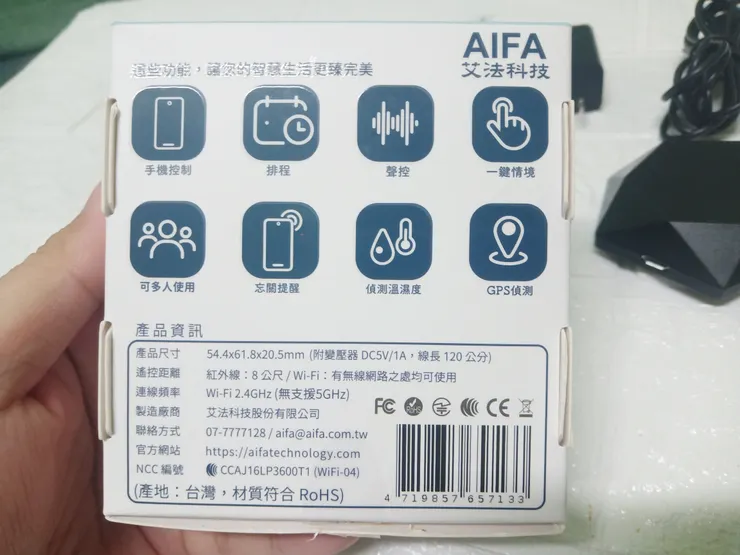 AIFA
艾法科技
這些功能，讓您的智慧生活更臻完美
手機控制
排程
聲控
一鍵情境
可多人使用
忘關提醒
偵測溫濕度
GPS偵測
產品資訊
產品尺寸 54.4x61.8x20.5mm (附變壓器 DC5V/1A，線長 120 公分)
遙控距離 紅外線：8 公尺 / Wi-Fi：有無線網路之處均可使用
連線頻率 Wi-Fi 2.4GHz (無支援5GHz)
製造廠商 艾法科技股份有限公司
聯絡方式 07-7777128 / aifa@aifa.com.tw
官方網站 https://aifatechnology.com
NCC 編號 CCAJ16LP3600T1 (WiFi-04)
(產地：台灣，材質符合 RoHS)
FC RoHS CE
4 719857 657133